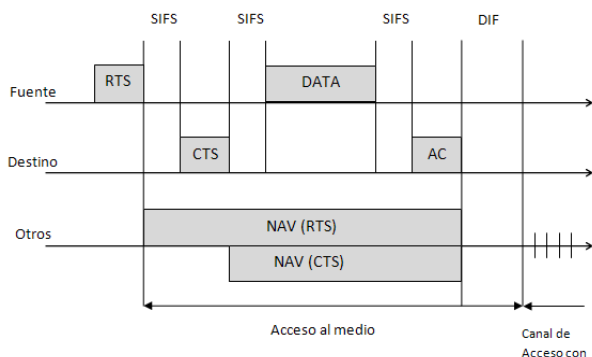 SIFS SIFS SIFS DIF
RTS DATA
Fuente
CTS AC
Destino
NAV (RTS)
Otros
NAV (CTS)
Acceso al medio
Canal de
Acceso con